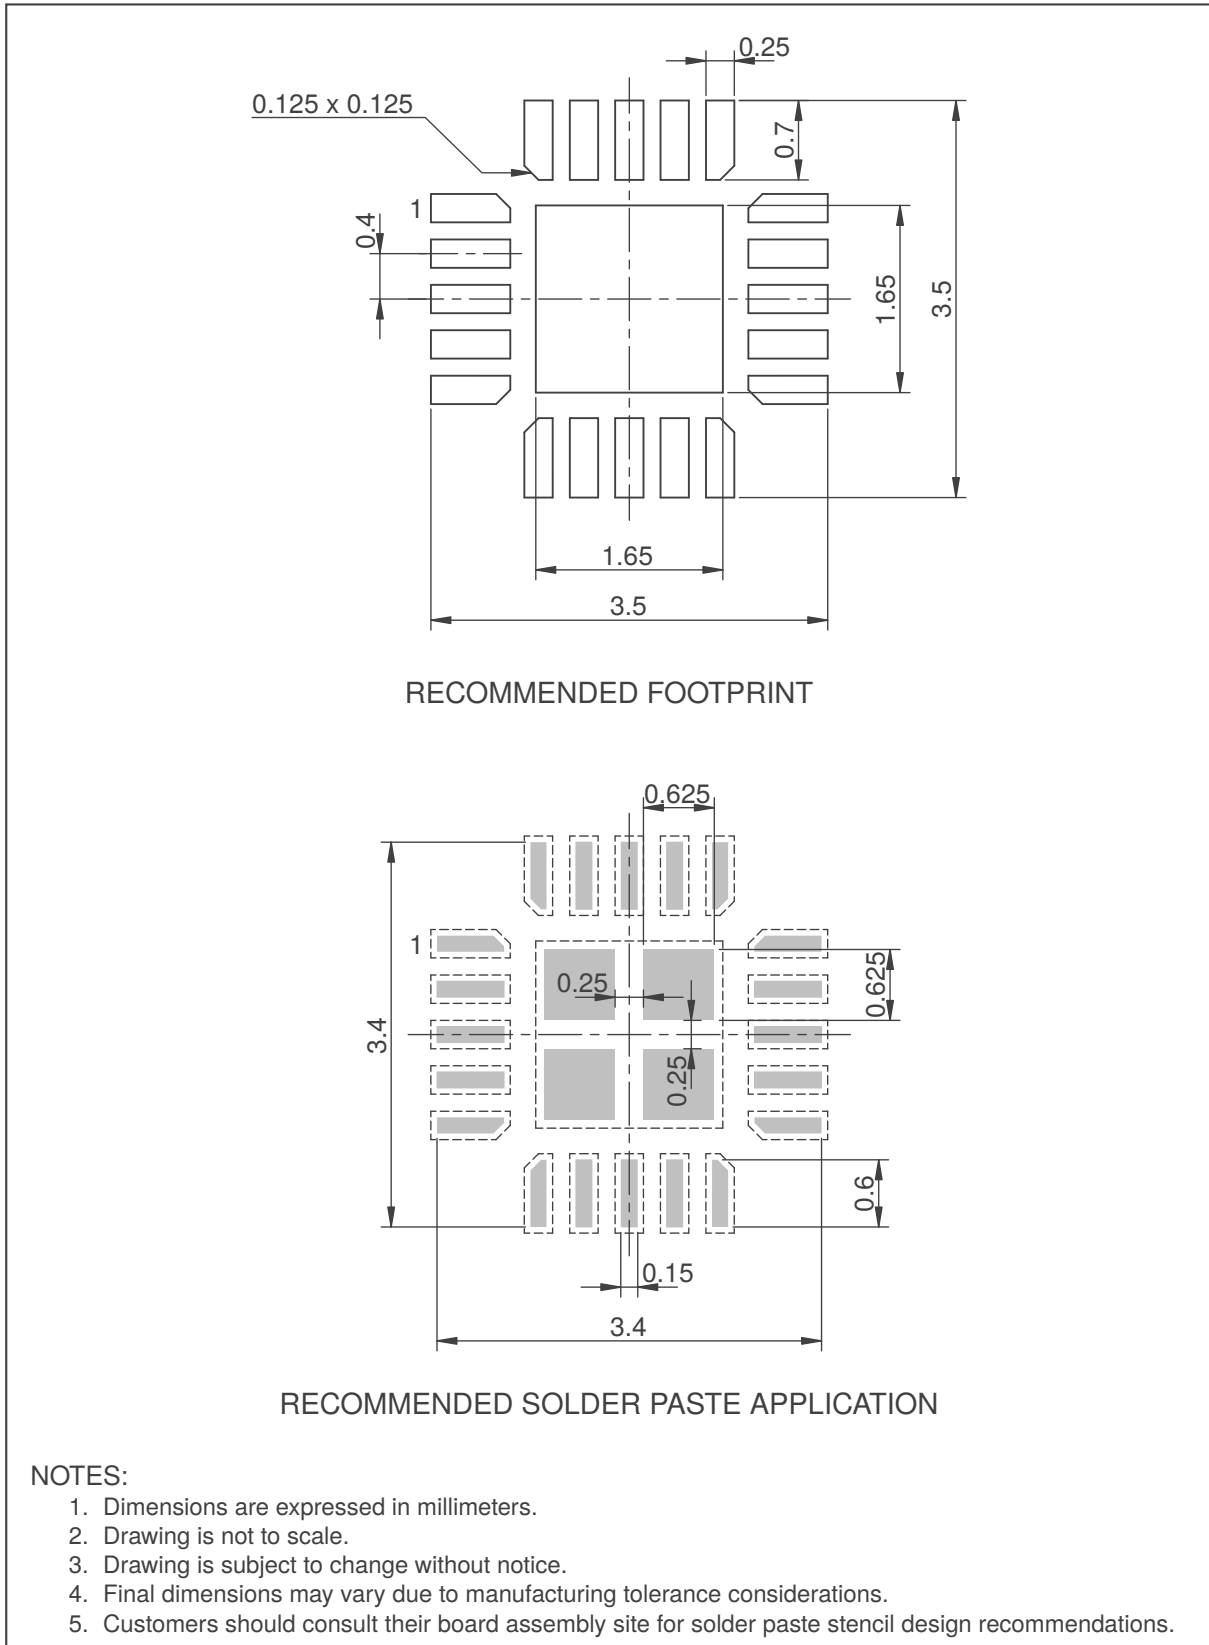 0.25
0.125 x 0.125
0.7
1
0.4
1.65
3.5
1.65
3.5
RECOMMENDED FOOTPRINT
0.625
1
0.25
0.625
3.4
0.25
0.6
0.15
3.4
RECOMMENDED SOLDER PASTE APPLICATION
NOTES:
1. Dimensions are expressed in millimeters.
2. Drawing is not to scale.
3. Drawing is subject to change without notice.
4. Final dimensions may vary due to manufacturing tolerance considerations.
5. Customers should consult their board assembly site for solder paste stencil design recommendations.